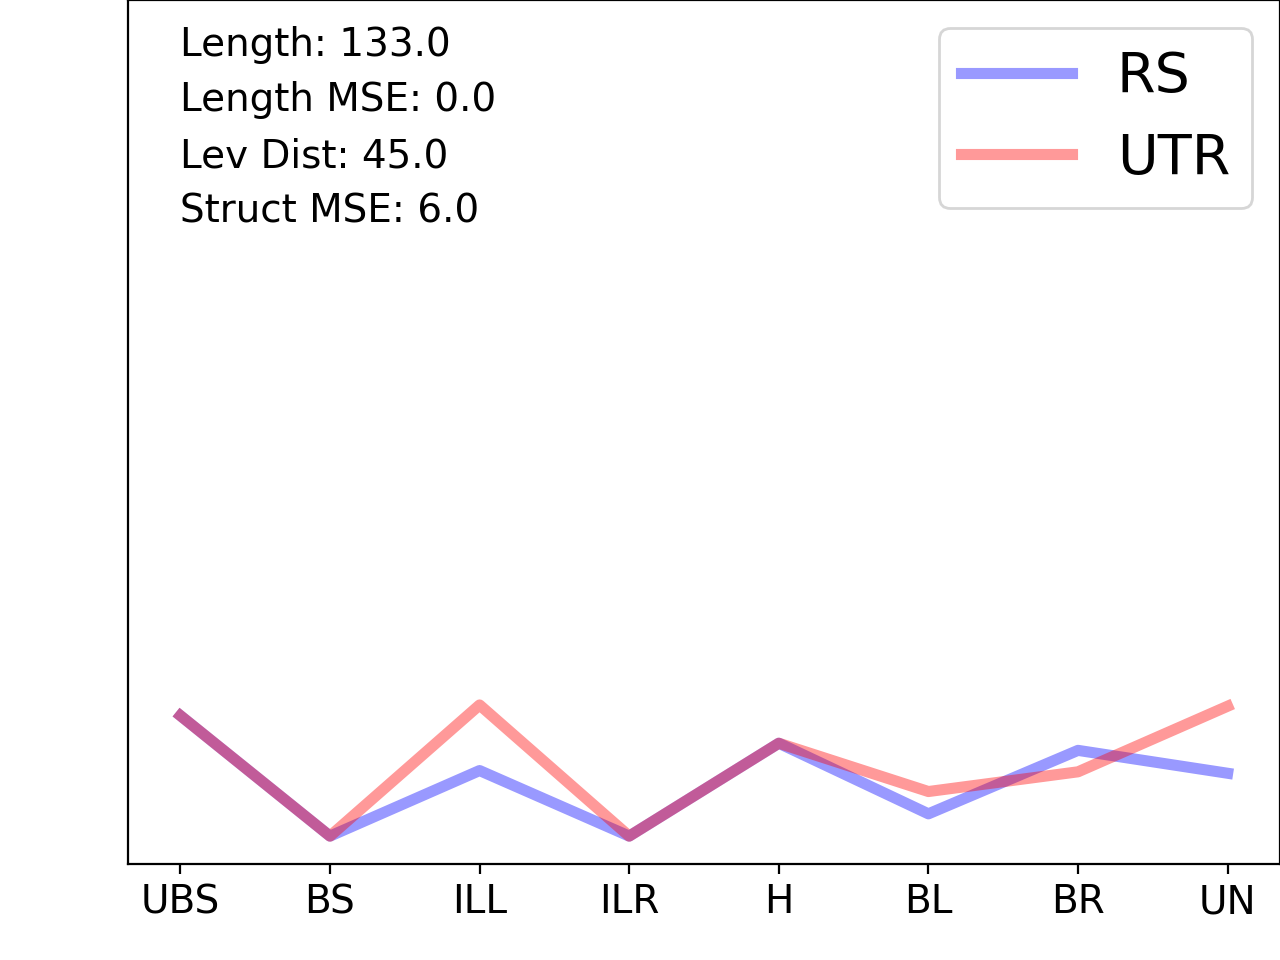 Length: 133.0
Length MSE: 0.0
Lev Dist: 45.0
Struct MSE: 6.0
RS
UTR
UBS BS ILL ILR H BL BR UN